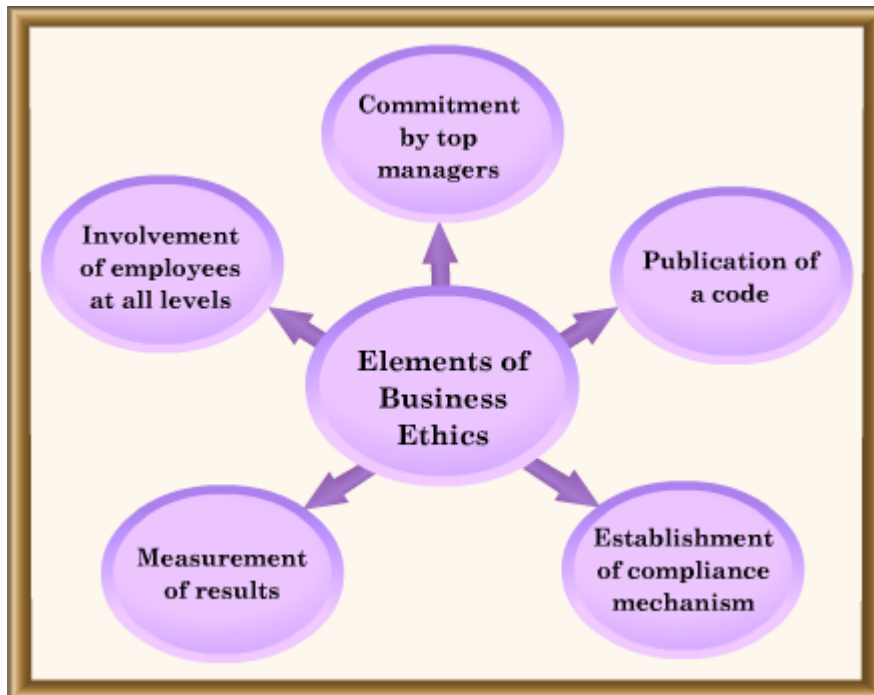 Commitment
by top
managers
Involvement
of employees
at all levels
Publication of
a code
Elements of
Business
Ethics
Measurement
of results
Establishment
of compliance
mechanism